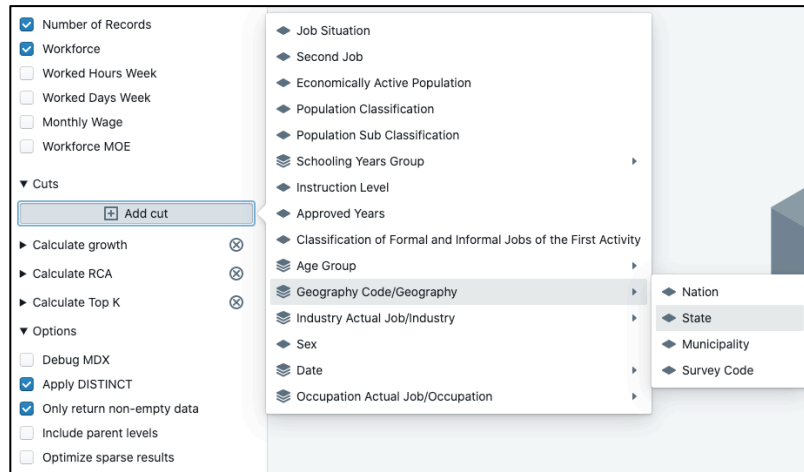 Number of Records
Workforce
Worked Hours Week
Worked Days Week
Monthly Wage
Workforce MOE
Cuts
Add cut
Calculate growth
Calculate RCA
Calculate Top K
Options
Debug MDX
Apply DISTINCT
Only return non-empty data
Include parent levels
Optimize sparse results
Job Situation
Second Job
Economically Active Population
Population Classification
Population Sub Classification
Schooling Years Group
Instruction Level
Approved Years
Classification of Formal and Informal Jobs of the First Activity
Age Group
Geography Code/Geography
Industry Actual Job/Industry
Sex
Date
Occupation Actual Job/Occupation
Nation
State
Municipality
Survey Code